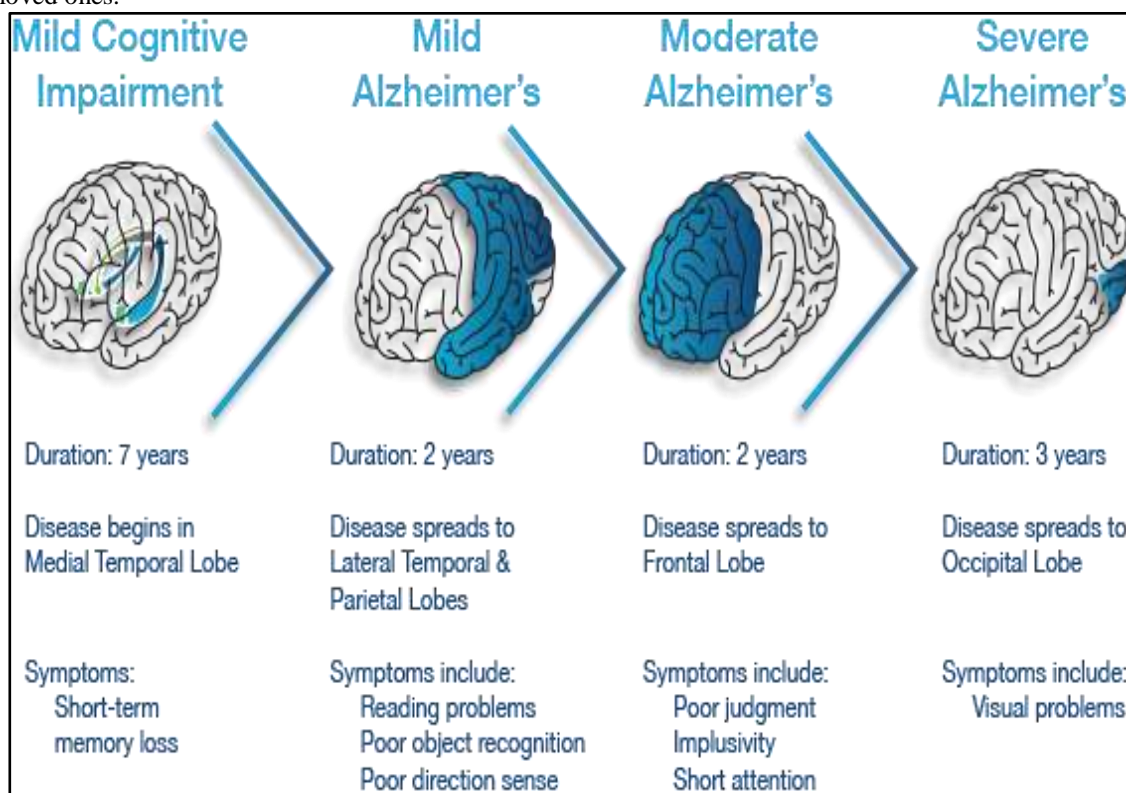 loved ones.
Mild Cognitive
Impairment
Mild
Alzheimer's
Moderate
Alzheimer's
Severe
Alzheimer's
Duration: 7 years
Disease begins in
Medial Temporal Lobe
Symptoms:
Short-term
memory loss
Duration: 2 years
Disease spreads to
Lateral Temporal &
Parietal Lobes
Symptoms include:
Reading problems
Poor object recognition
Poor direction sense
Duration: 2 years
Disease spreads to
Frontal Lobe
Symptoms include:
Poor judgment
Implusivity
Short attention
Duration: 3 years
Disease spreads to
Occipital Lobe
Symptoms include:
Visual problems